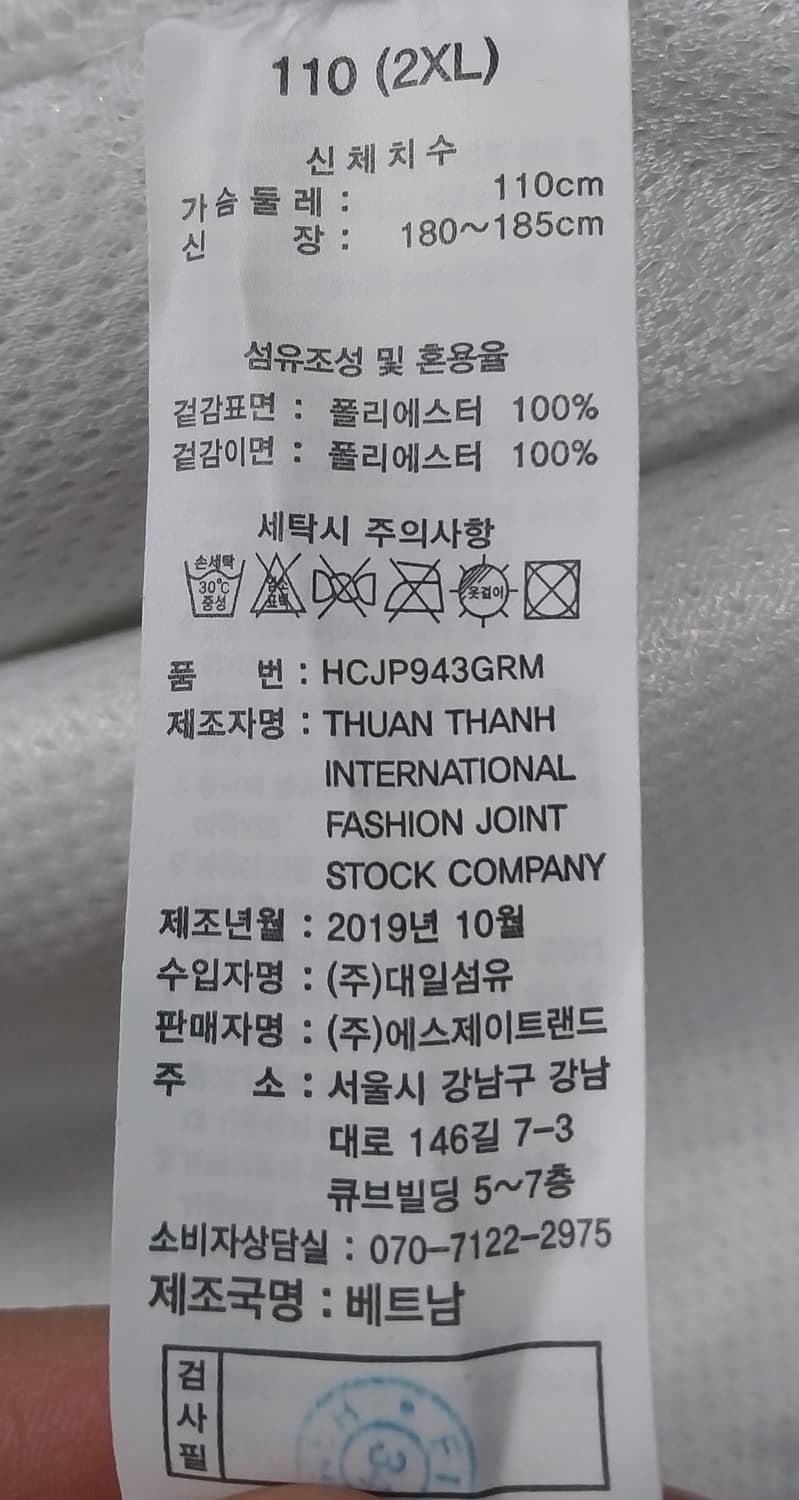 110 (2XL)
신체치수
가슴둘레 : 110cm
신 장 : 180~185cm
섬유조성 및 혼용율
겉감표면 : 폴리에스터 100%
겉감이면 : 폴리에스터 100%
세탁시 주의사항
손세탁
30℃
중성
염소
표백
옷걸이
품 번 : HCJP943GRM
제조자명 : THUAN THANH
INTERNATIONAL
FASHION JOINT
STOCK COMPANY
제조년월 : 2019년 10월
수입자명 : (주)대일섬유
판매자명 : (주)에스제이트랜드
주 소 : 서울시 강남구 강남
대로 146길 7-3
큐브빌딩 5~7층
소비자상담실 : 070-7122-2975
제조국명 : 베트남
검사필